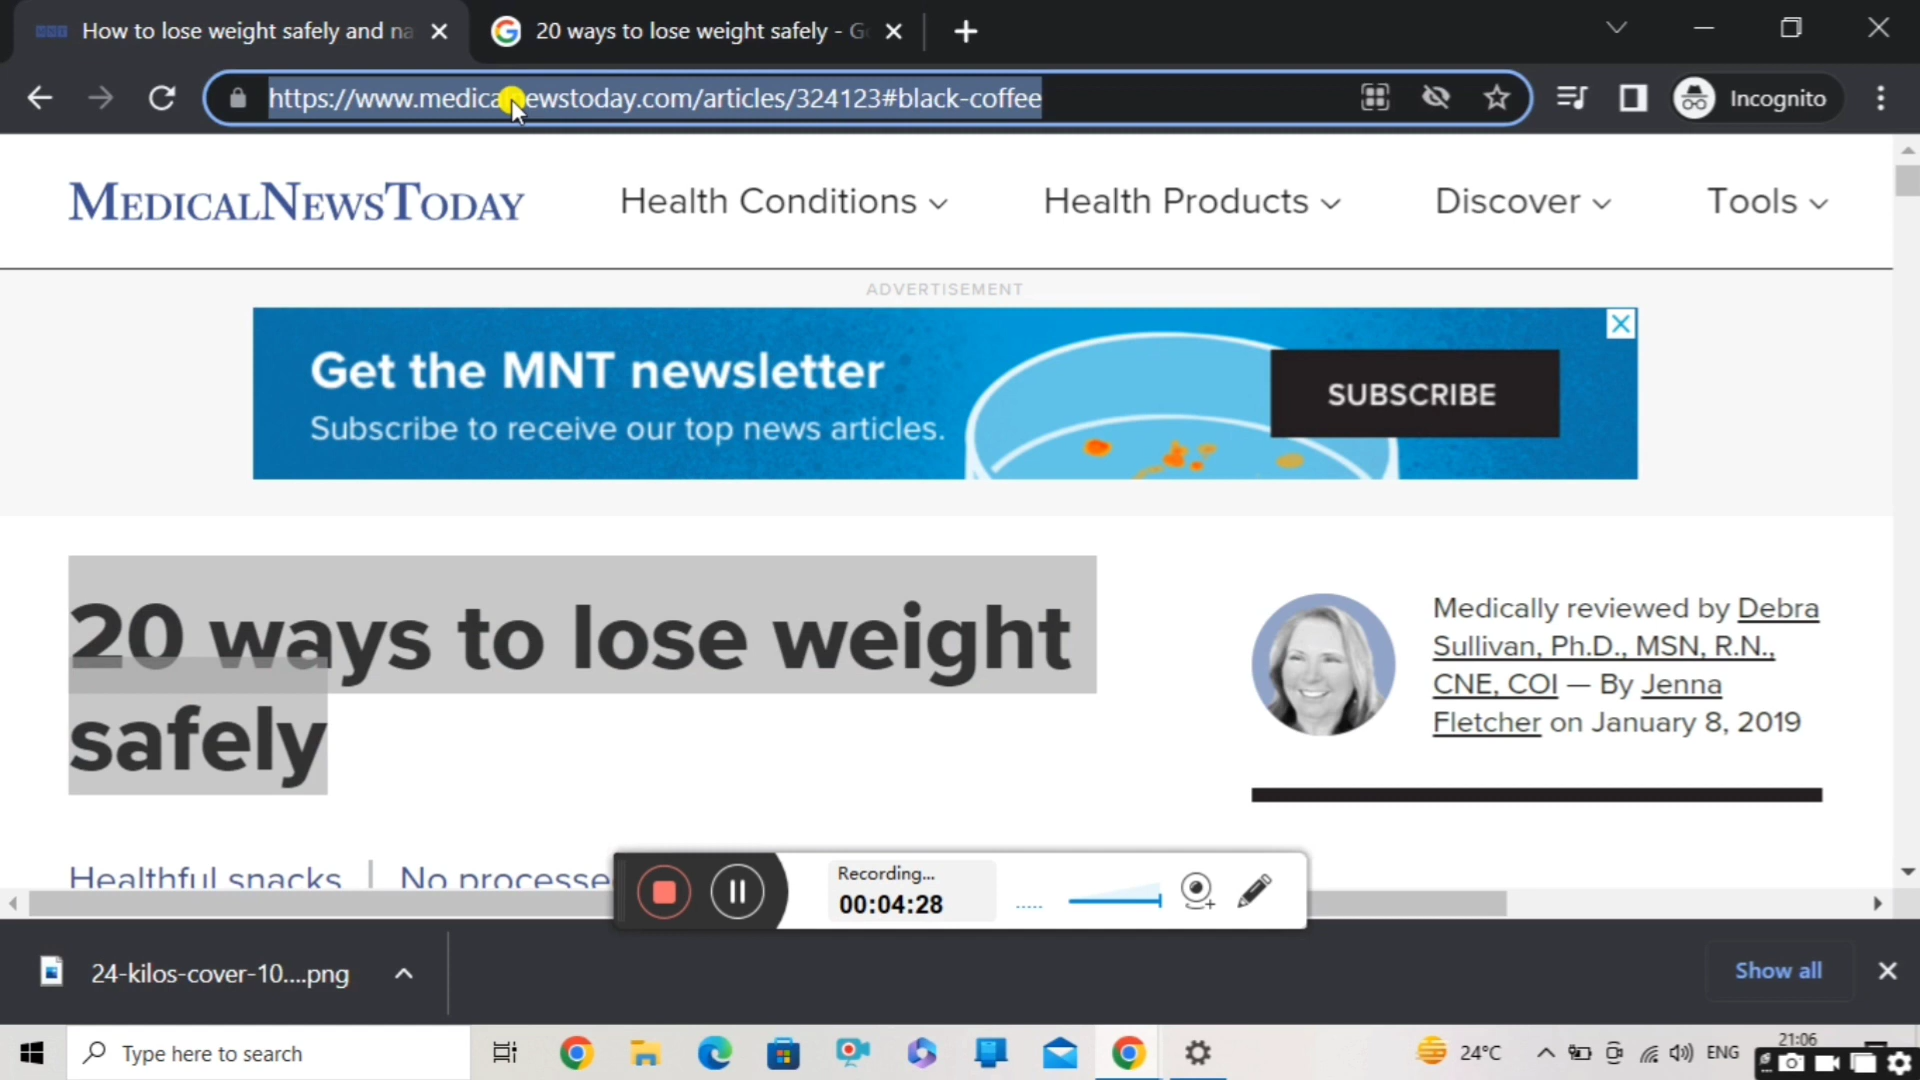 How to lose weight safely and na
20 ways to lose weight safely - G
https://www.medicalnewstoday.com/articles/324123#black-coffee
Incognito
MEDICALNEWSTODAY
Health Conditions
Health Products
Discover
Tools
ADVERTISEMENT
Get the MNT newsletter
Subscribe to receive our top news articles.
SUBSCRIBE
20 ways to lose weight
safely
Medically reviewed by Debra
Sullivan, Ph.D., MSN, R.N.,
CNE, COI — By Jenna
Fletcher on January 8, 2019
Healthful snacks
No processe
Recording...
00:04:28
24-kilos-cover-10....png
Show all
Type here to search
24°C
ENG
21:06